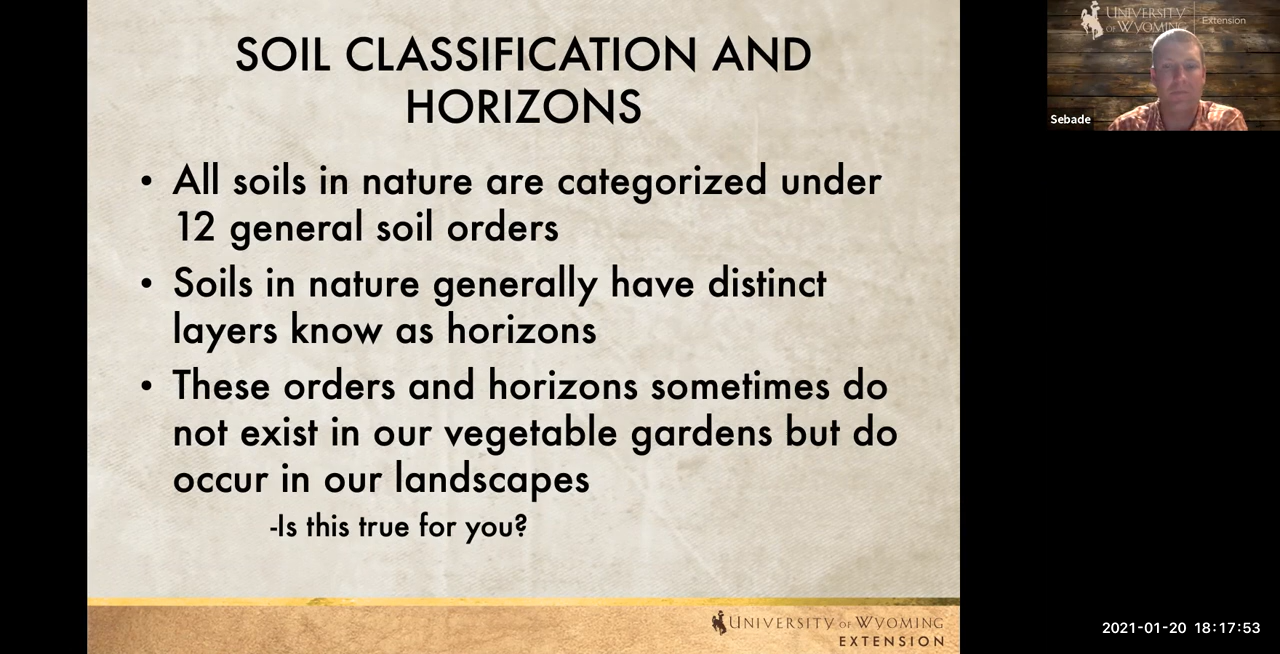 SOIL CLASSIFICATION AND
HORIZONS
• All soils in nature are categorized under
12 general soil orders
• Soils in nature generally have distinct
layers know as horizons
• These orders and horizons sometimes do
not exist in our vegetable gardens but do
occur in our landscapes
-Is this true for you?
UNIVERSITY OF WYOMING
EXTENSION
UNIVERSITY
OF WYOMING
Extension
Sebade
2021-01-20 18:17:53